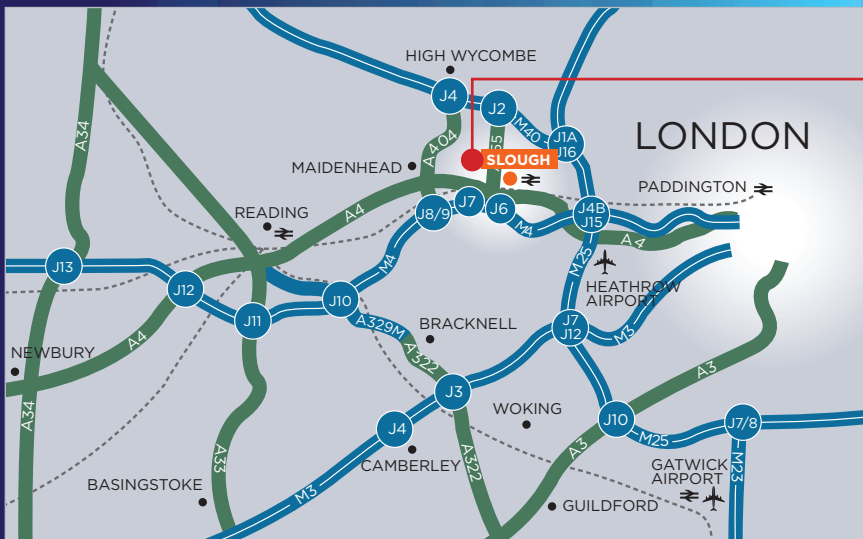 HIGH WYCOMBE
J4
J2
M40
J1A
J16
A34
A404
55
SLOUGH
LONDON
MAIDENHEAD
PADDINGTON
READING
A4
J8/9
J7
J6
M4
J4B
J15
A4
M25
M4
HEATHROW
AIRPORT
J13
J12
J10
J11
A329M
BRACKNELL
J7
J12
M3
NEWBURY
A4
A322
A3
J3
WOKING
A34
J4
J10
M25
J7/8
A3
CAMBERLEY
A322
A33
M23
GATWICK
AIRPORT
BASINGSTOKE
M3
GUILDFORD